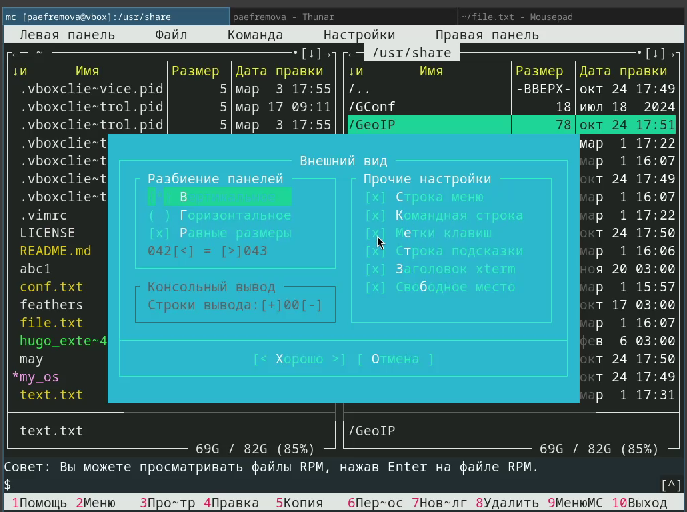 mc [paefremova@vbox]:/usr/share paefremova - Thunar ~/file.txt - Mousepad
Левая панель Файл Команда Настройки Правая панель
~ [↓] /usr/share [↓]
↓и Имя Размер Дата правки ↓и Имя Размер Дата правки
.vboxclie~vice.pid 5 мар 3 17:55 /.. -ВВЕРХ- окт 24 17:49
.vboxclie~trol.pid 5 мар 17 09:11 /GConf 18 июл 18 2024
.vboxclie~trol.pid 5 мар 3 17:55 /GeoIP 78 окт 24 17:51
.vboxclie~t мар 1 17:22
.vboxclie~t Внешний вид мар 1 16:07
.vboxclie~t Разбиение панелей Прочие настройки окт 24 17:49
.vboxclie~t В [x] Строка меню мар 1 16:07
.vimrc ( ) Горизонтальное [x] Командная строка мар 1 17:22
LICENSE [x] Равные размеры [x] Метки клавиш окт 24 17:50
README.md 042[<] = [>]043 [x] Строка подсказки мар 1 16:06
abc1 [x] Заголовок xterm ноя 20 03:00
conf.txt Консольный вывод [x] Свободное место мар 1 15:57
feathers Строки вывода:[+]00[-] окт 17 03:00
file.txt мар 1 16:07
hugo_exte~4 фев 6 03:00
may [< Хорошо >] [ Отмена ] окт 24 17:50
*my_os окт 24 17:49
text.txt мар 1 17:31
text.txt /GeoIP
69G / 82G (85%) 69G / 82G (85%)
Совет: Вы можете просматривать файлы RPM, нажав Enter на файле RPM.
$ [^]
1Помощь 2Меню 3Про~тр 4Правка 5Копия 6Пер~ос 7Нов~лг 8Удалить 9МенюMC 10Выход